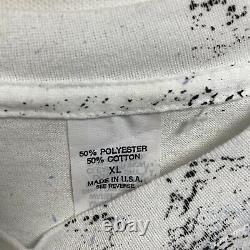 50% POLYESTER
50% COTTON
XL
MADE IN U.S.A.
SEE REVERSE